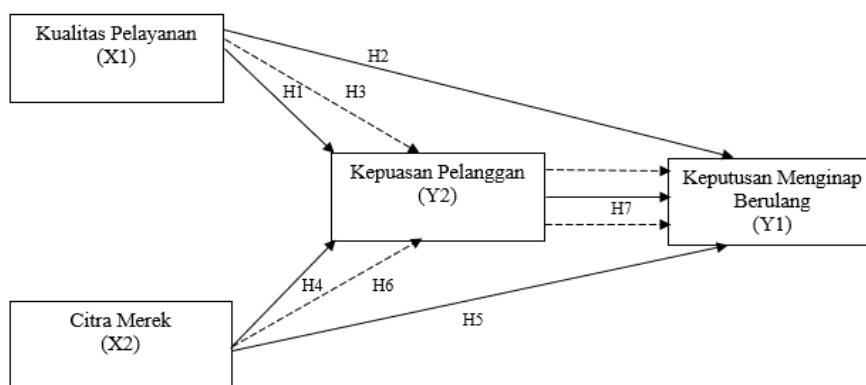 Kualitas Pelayanan
(X1)
H2
H1
H3
Kepuasan Pelanggan
(Y2)
Keputusan Menginap
Berulang
(Y1)
H7
H4
H6
H5
Citra Merek
(X2)